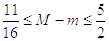 11/16 ≤ M − m ≤ 5/2